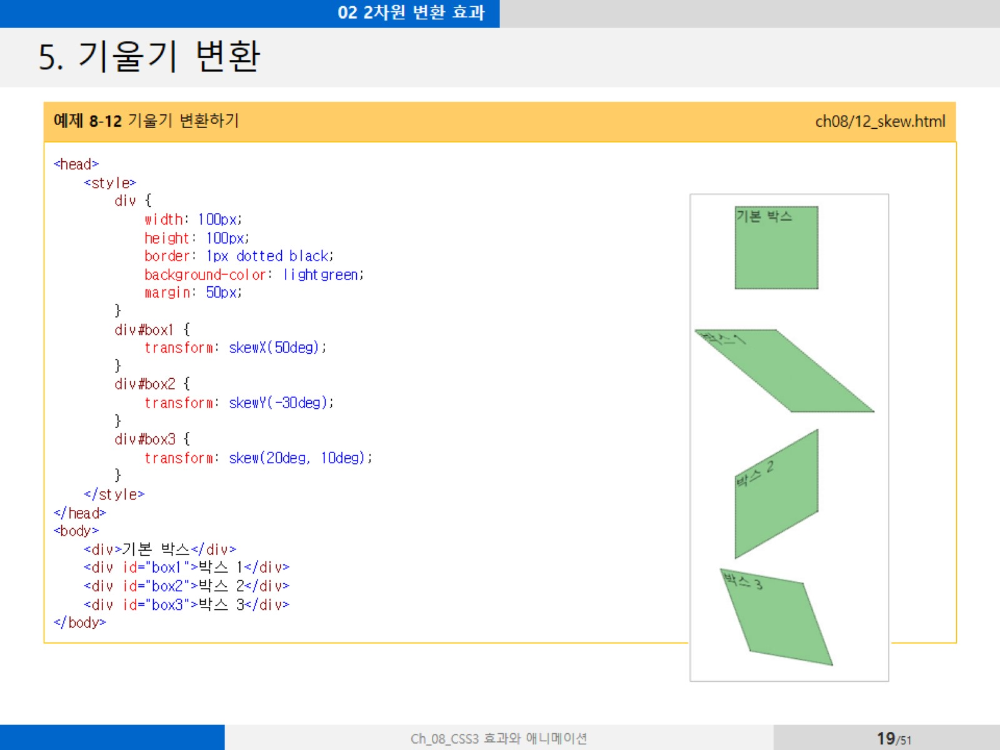 02 2차원 변환 효과
5. 기울기 변환
예제 8-12 기울기 변환하기
ch08/12_skew.html
<head>
    <style>
        div {
            width: 100px;
            height: 100px;
            border: 1px dotted black;
            background-color: lightgreen;
            margin: 50px;
        }
        div#box1 {
            transform: skewX(50deg);
        }
        div#box2 {
            transform: skewY(-30deg);
        }
        div#box3 {
            transform: skew(20deg, 10deg);
        }
    </style>
</head>
<body>
    <div>기본 박스</div>
    <div id="box1">박스 1</div>
    <div id="box2">박스 2</div>
    <div id="box3">박스 3</div>
</body>
기본 박스
박스 1
박스 2
박스 3
Ch_08_CSS3 효과와 애니메이션
19/51